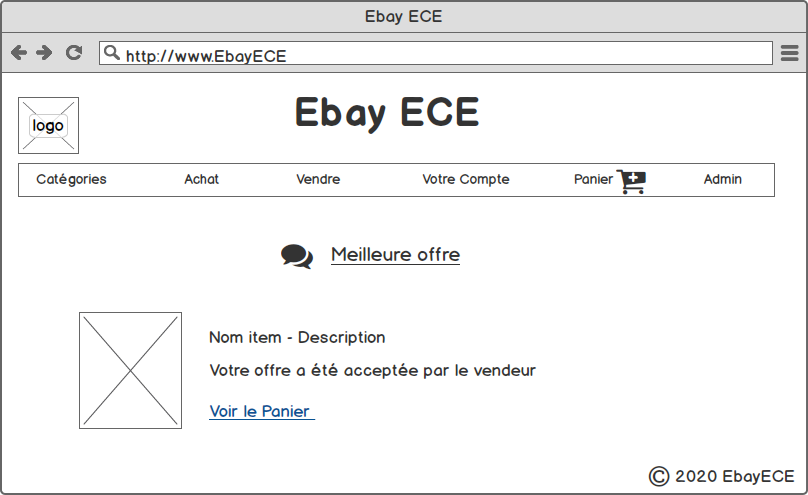 Ebay ECE
http://www.EbayECE
logo
Ebay ECE
Catégories Achat Vendre Votre Compte Panier Admin
Meilleure offre
Nom item - Description
Votre offre a été acceptée par le vendeur
Voir le Panier
© 2020 EbayECE